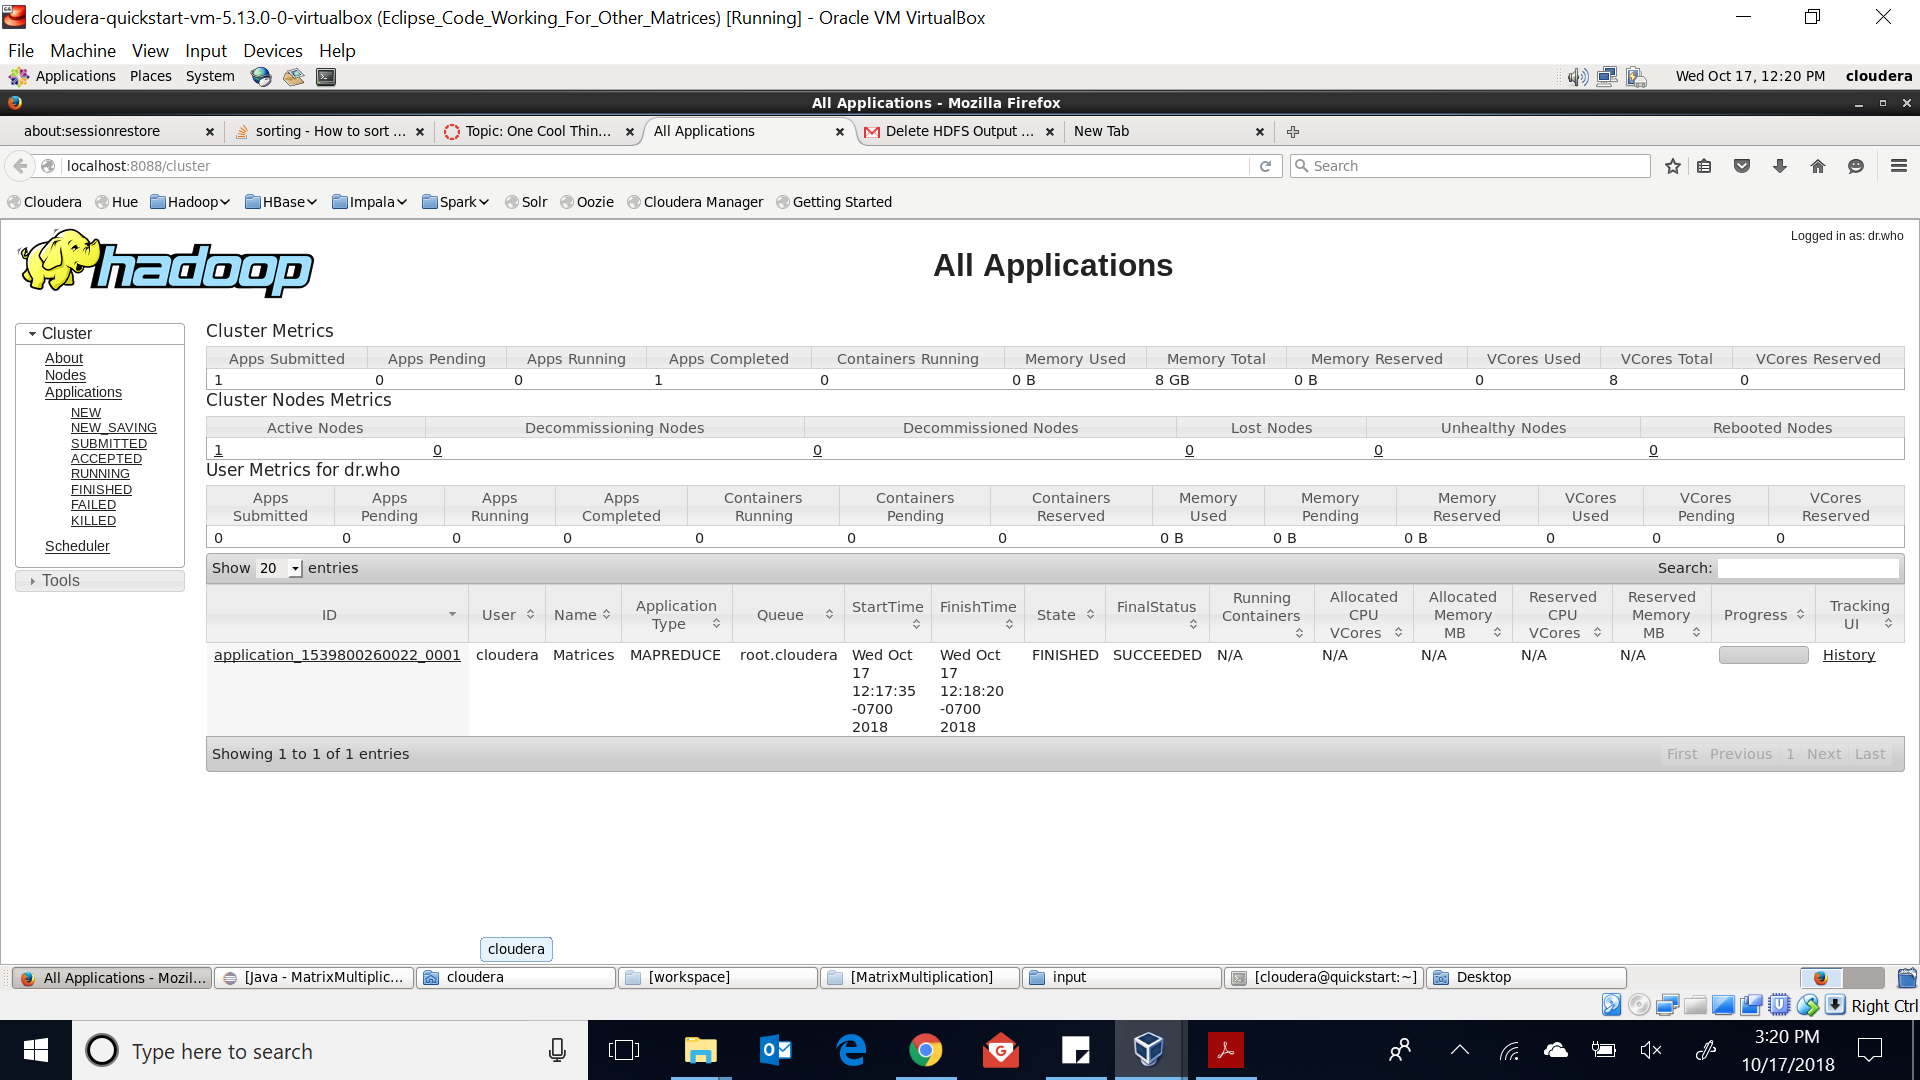 cloudera-quickstart-vm-5.13.0-0-virtualbox (Eclipse_Code_Working_For_Other_Matrices) [Running] - Oracle VM VirtualBox
File Machine View Input Devices Help
Applications Places System Wed Oct 17, 12:20 PM cloudera
All Applications - Mozilla Firefox
about:sessionrestore sorting - How to sort ... Topic: One Cool Thin... All Applications Delete HDFS Output ... New Tab
localhost:8088/cluster Search
Cloudera Hue Hadoop HBase Impala Spark Solr Oozie Cloudera Manager Getting Started
Logged in as: dr.who
hadoop
All Applications
Cluster
About
Nodes
Applications
NEW
NEW_SAVING
SUBMITTED
ACCEPTED
RUNNING
FINISHED
FAILED
KILLED
Scheduler
Tools
Cluster Metrics
Apps Submitted Apps Pending Apps Running Apps Completed Containers Running Memory Used Memory Total Memory Reserved VCores Used VCores Total VCores Reserved
1 0 0 1 0 0 B 8 GB 0 B 0 8 0
Cluster Nodes Metrics
Active Nodes Decommissioning Nodes Decommissioned Nodes Lost Nodes Unhealthy Nodes Rebooted Nodes
1 0 0 0 0 0
User Metrics for dr.who
Apps Submitted Apps Pending Apps Running Apps Completed Containers Running Containers Pending Containers Reserved Memory Used Memory Pending Memory Reserved VCores Used VCores Pending VCores Reserved
0 0 0 0 0 0 0 0 B 0 B 0 B 0 0 0
Show 20 entries Search:
ID User Name Application Type Queue StartTime FinishTime State FinalStatus Running Containers Allocated CPU VCores Allocated Memory MB Reserved CPU VCores Reserved Memory MB Progress Tracking UI
application_1539800260022_0001 cloudera Matrices MAPREDUCE root.cloudera Wed Oct 17 12:17:35 -0700 2018 Wed Oct 17 12:18:20 -0700 2018 FINISHED SUCCEEDED N/A N/A N/A N/A N/A History
Showing 1 to 1 of 1 entries First Previous 1 Next Last
cloudera
All Applications - Mozil... [Java - MatrixMultiplic... cloudera [workspace] [MatrixMultiplication] input [cloudera@quickstart:~] Desktop
Right Ctrl
Type here to search
3:20 PM
10/17/2018